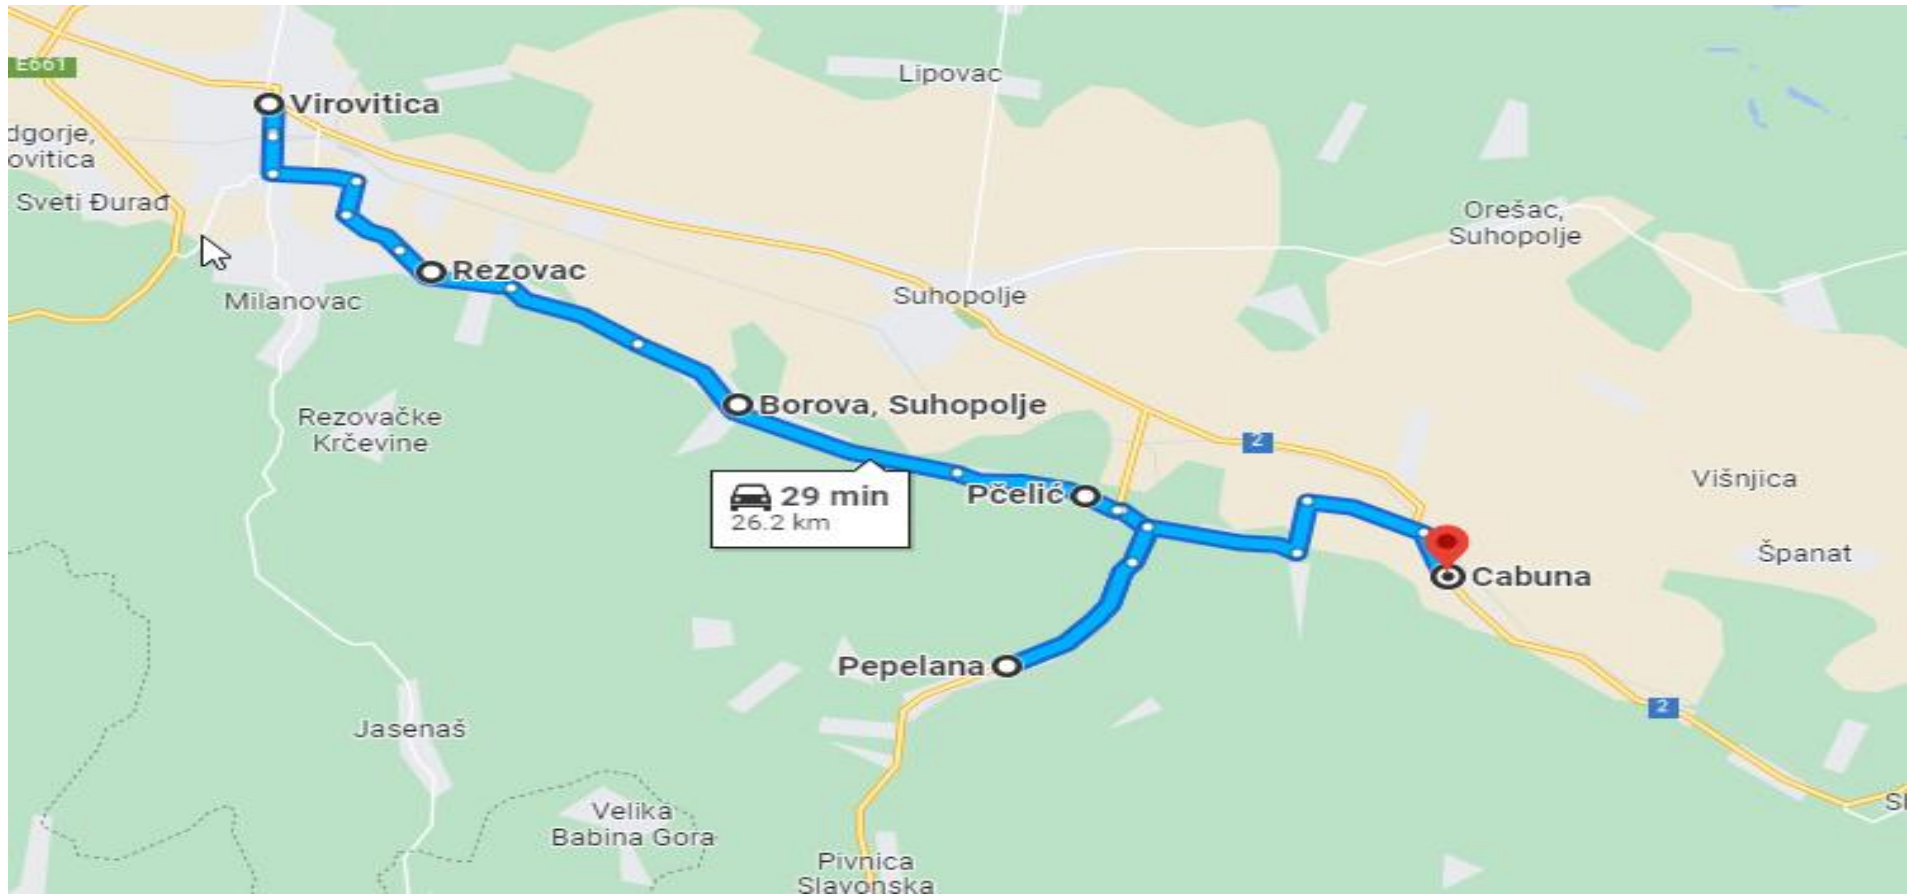 E661
Virovitica
Lipovac
dgorje,
ovitica
Sveti Đurađ
Orešac,
Suhopolje
Rezovac
Milanovac
Suhopolje
Rezovačke
Krčevine
Borova, Suhopolje
2
29 min
26.2 km
Pčelić
Višnjica
Španat
Cabuna
Pepelana
2
Jasenaš
Velika
Babina Gora
Pivnica
Slavonska